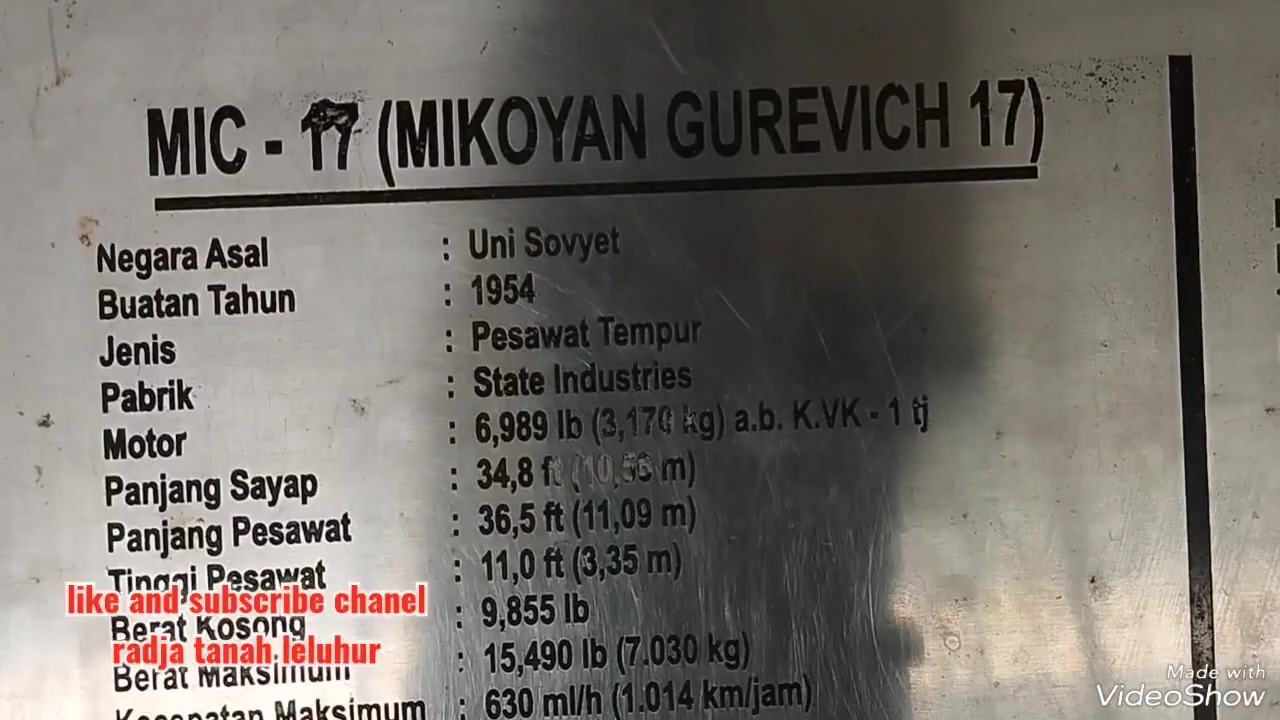 MIC - 17 (MIKOYAN GUREVICH 17)
Negara Asal : Uni Sovyet
Buatan Tahun : 1954
Jenis : Pesawat Tempur
Pabrik : State Industries
Motor : 6,989 lb (3,170 kg) a.b. K.VK - 1 tj
Panjang Sayap : 34,8 ft (10,56 m)
Panjang Pesawat : 36,5 ft (11,09 m)
Tinggi Pesawat : 11,0 ft (3,35 m)
Berat Kosong : 9,855 lb
Berat Maksimum : 15,490 lb (7.030 kg)
Kecepatan Maksimum : 630 ml/h (1.014 km/jam)
like and subscribe chanel
radja tanah leluhur
Made with
VideoShow